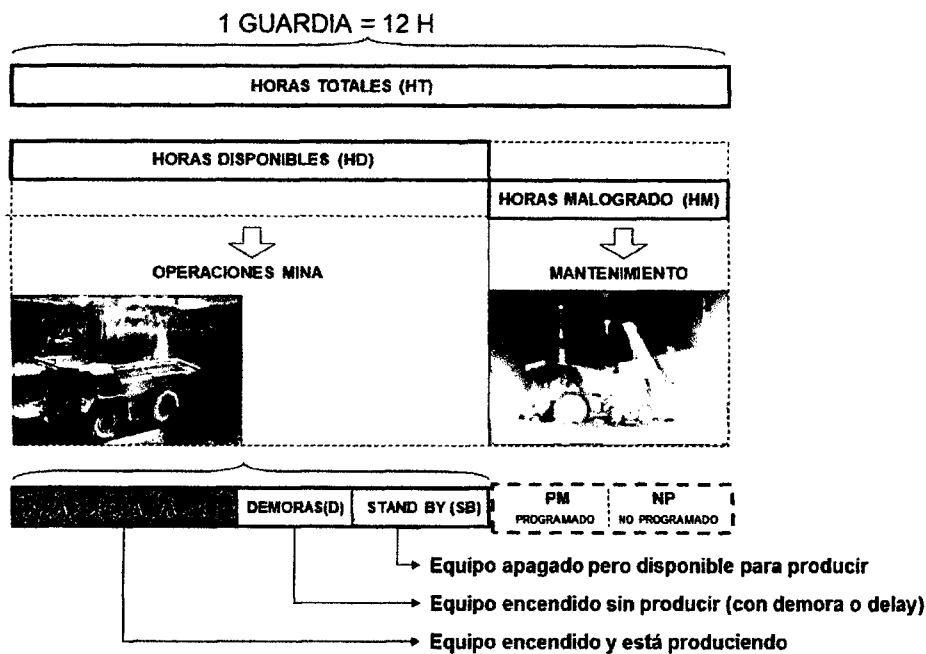 1 GUARDIA = 12 H
HORAS TOTALES (HT)
HORAS DISPONIBLES (HD)
HORAS MALOGRADO (HM)
OPERACIONES MINA
MANTENIMIENTO
DEMORAS(D)
STAND BY (SB)
PM
PROGRAMADO
NP
NO PROGRAMADO
Equipo apagado pero disponible para producir
Equipo encendido sin producir (con demora o delay)
Equipo encendido y está produciendo